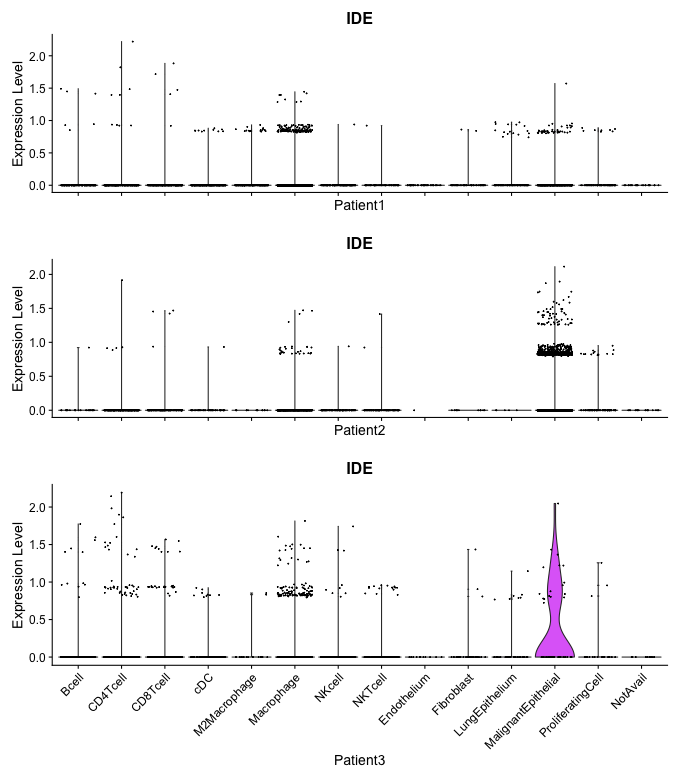 IDE
Expression Level
2.0
1.5
1.0
0.5
0.0
Patient1
IDE
Expression Level
2.0
1.5
1.0
0.5
0.0
Patient2
IDE
Expression Level
2.0
1.5
1.0
0.5
0.0
Bcell
CD4Tcell
CD8Tcell
cDC
M2Macrophage
Macrophage
NKcell
NKTcell
Endothelium
Fibroblast
LungEpithelium
MalignantEpithelial
ProliferatingCell
NotAvail
Patient3